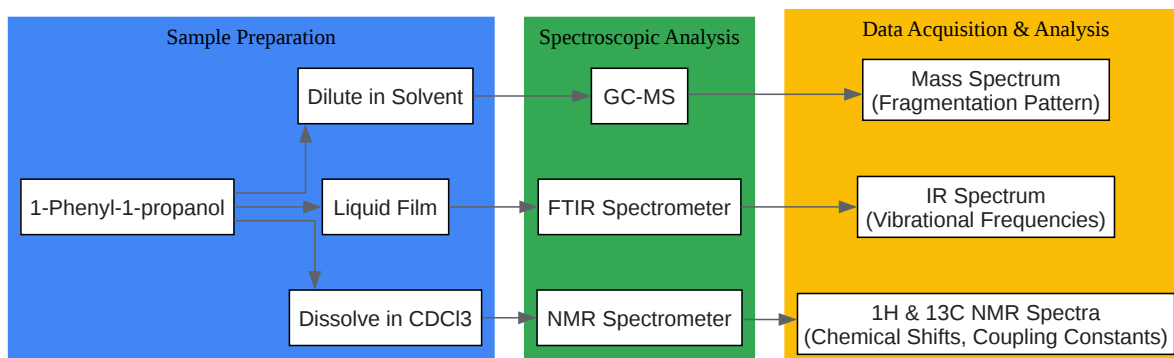 Sample Preparation
Spectroscopic Analysis
Data Acquisition & Analysis
Dilute in Solvent
GC-MS
Mass Spectrum
(Fragmentation Pattern)
1-Phenyl-1-propanol
Liquid Film
FTIR Spectrometer
IR Spectrum
(Vibrational Frequencies)
Dissolve in CDCl3
NMR Spectrometer
1H & 13C NMR Spectra
(Chemical Shifts, Coupling Constants)